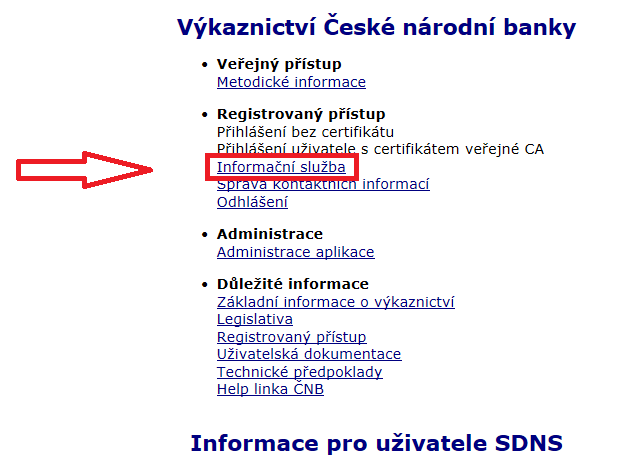 Výkaznictví České národní banky
Veřejný přístup
Metodické informace
Registrovaný přístup
Přihlášení bez certifikátu
Přihlášení uživatele s certifikátem veřejné CA
Informační služba
Správa kontaktních informací
Odhlášení
Administrace
Administrace aplikace
Důležité informace
Základní informace o výkaznictví
Legislativa
Registrovaný přístup
Uživatelská dokumentace
Technické předpoklady
Help linka ČNB
Informace pro uživatele SDNS